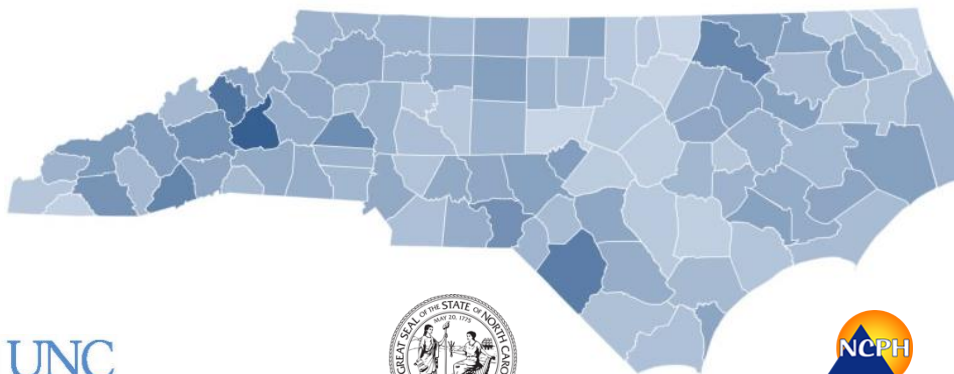 UNC
GREAT SEAL OF THE STATE OF NORTH CARO
MAY 20, 1775
NCPH